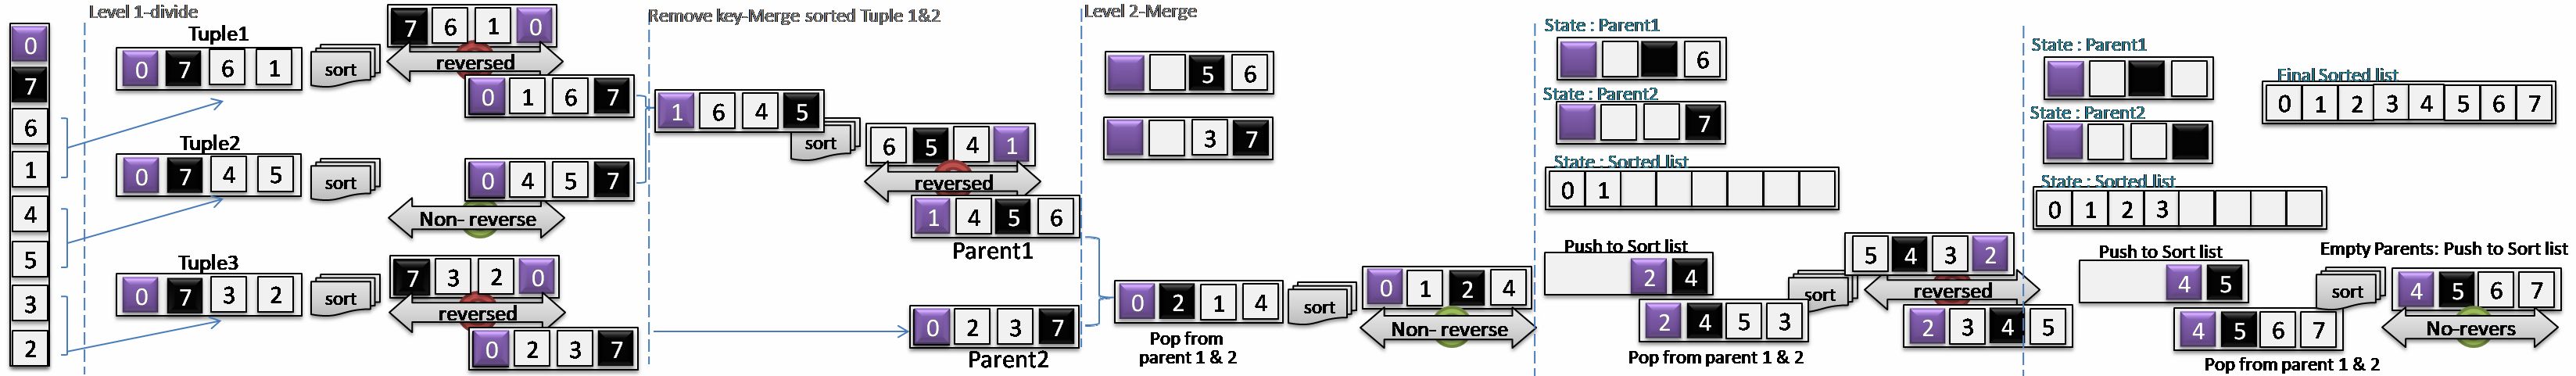 Level 1-divide
0
7
6
1
4
5
3
2
Tuple1
0 7 6 1
sort
7 6 1 0
reversed
0 1 6 7
Tuple2
0 7 4 5
sort
0 4 5 7
Non- reverse
Tuple3
0 7 3 2
sort
7 3 2 0
reversed
0 2 3 7
Remove key-Merge sorted Tuple 1&2
1 6 4 5
sort
6 5 4 1
reversed
1 4 5 6
Parent1
0 2 3 7
Parent2
Level 2-Merge
5 6
3 7
0 2 1 4
Pop from
parent 1 & 2
sort
0 1 2 4
Non- reverse
State : Parent1
6
State : Parent2
7
State : Sorted list
0 1
Push to Sort list
2 4
2 4 5 3
Pop from parent 1 & 2
sort
5 4 3 2
reversed
2 3 4 5
State : Parent1
State : Parent2
State : Sorted list
0 1 2 3
Final Sorted list
0 1 2 3 4 5 6 7
Push to Sort list
4 5
4 5 6 7
Pop from parent 1 & 2
Empty Parents: Push to Sort list
sort
4 5 6 7
No-revers